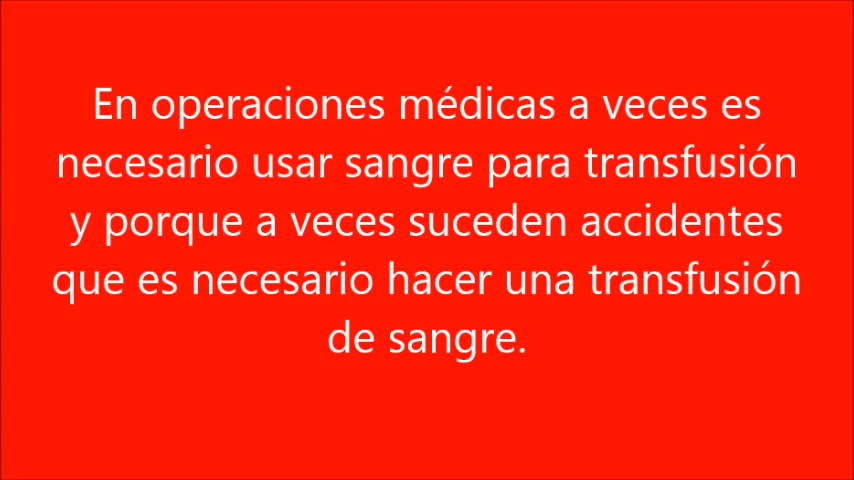 En operaciones médicas a veces es
necesario usar sangre para transfusión
y porque a veces suceden accidentes
que es necesario hacer una transfusión
de sangre.